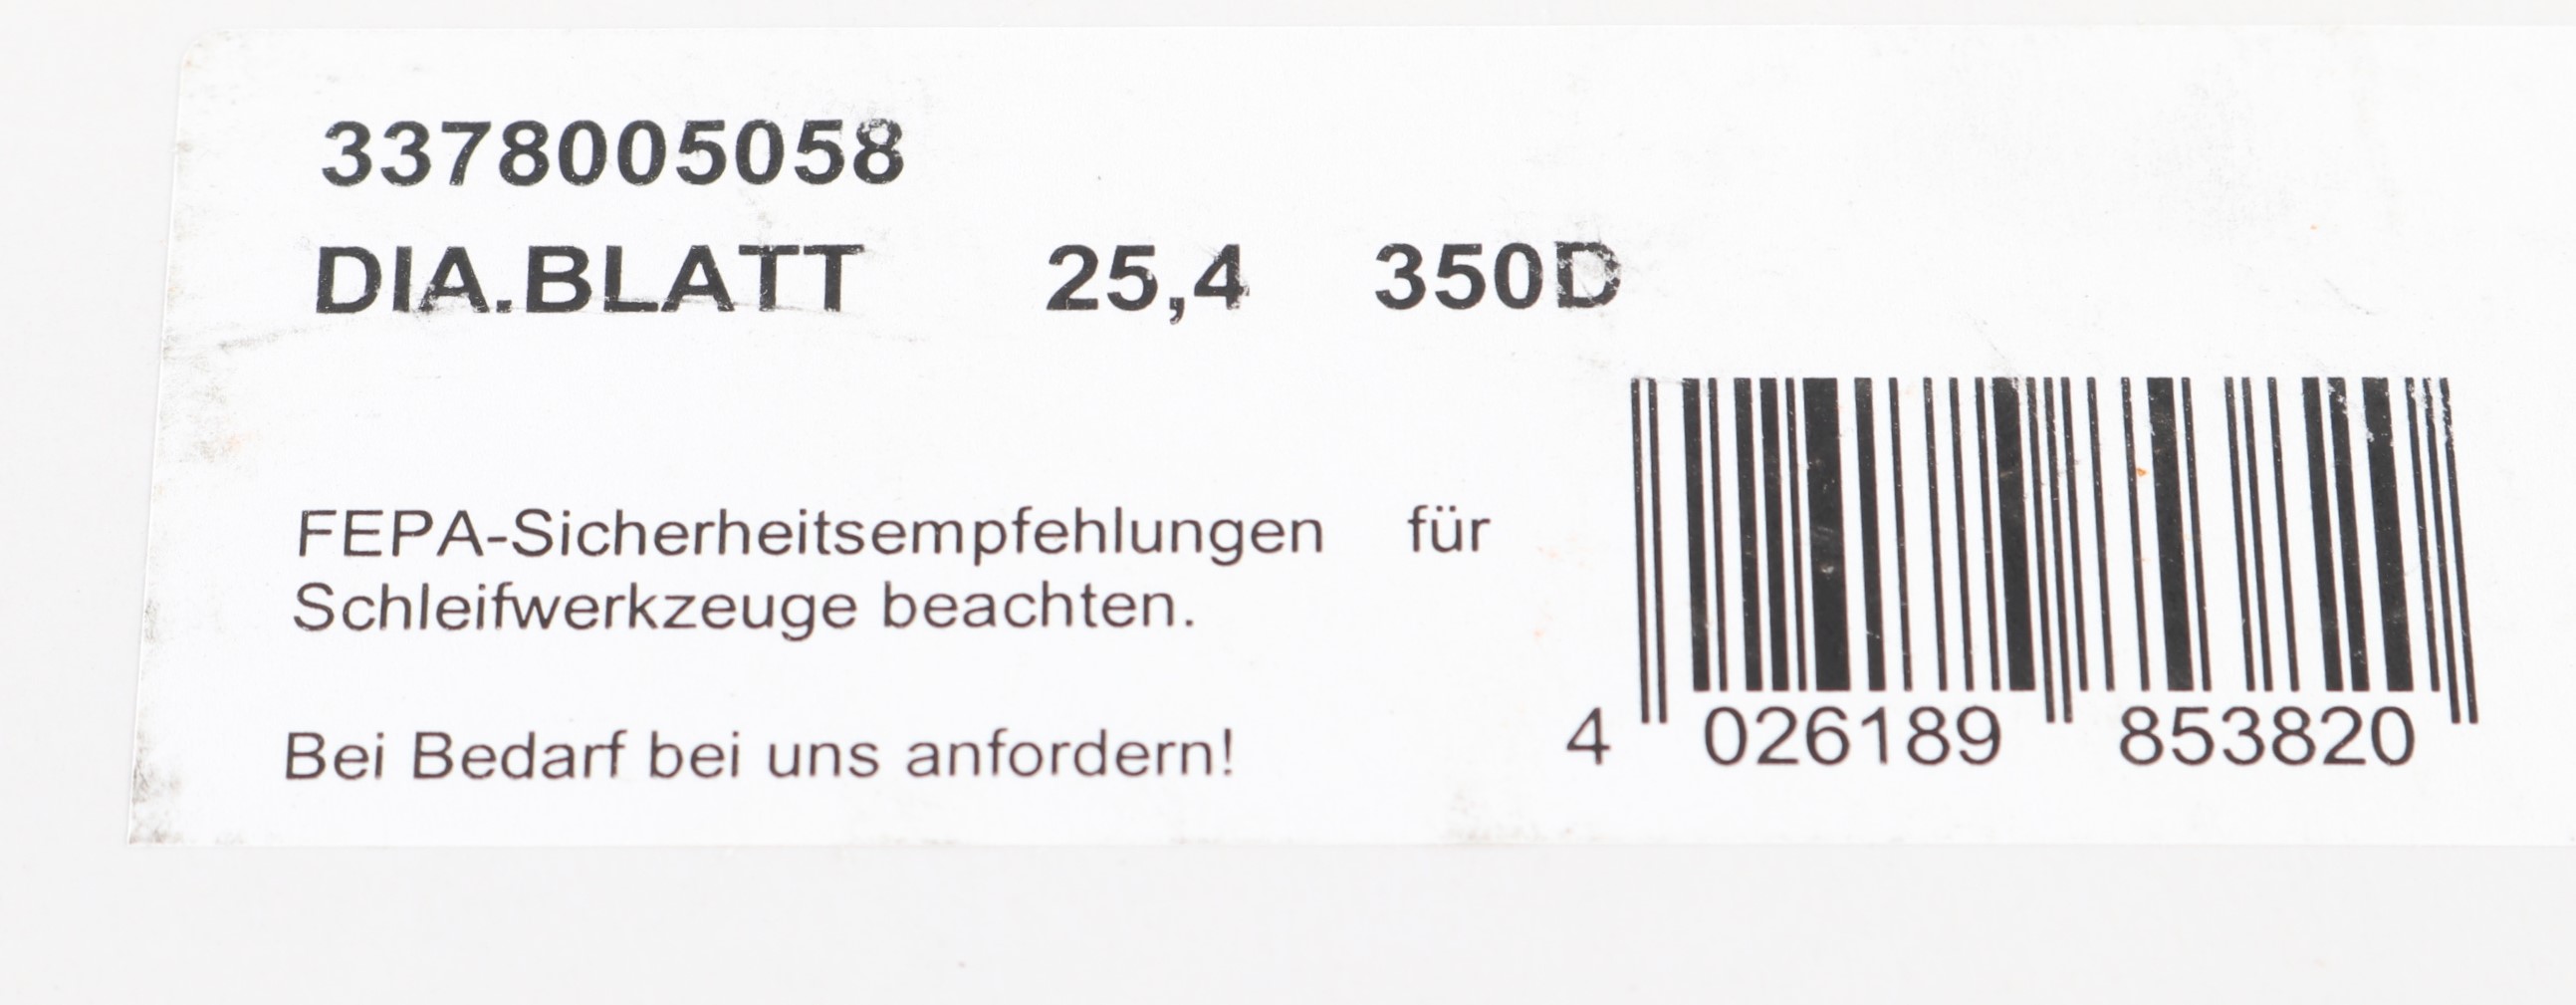 3378005058
DIA.BLATT 25,4 350D
FEPA-Sicherheitsempfehlungen für
Schleifwerkzeuge beachten.
Bei Bedarf bei uns anfordern!
4 026189 853820